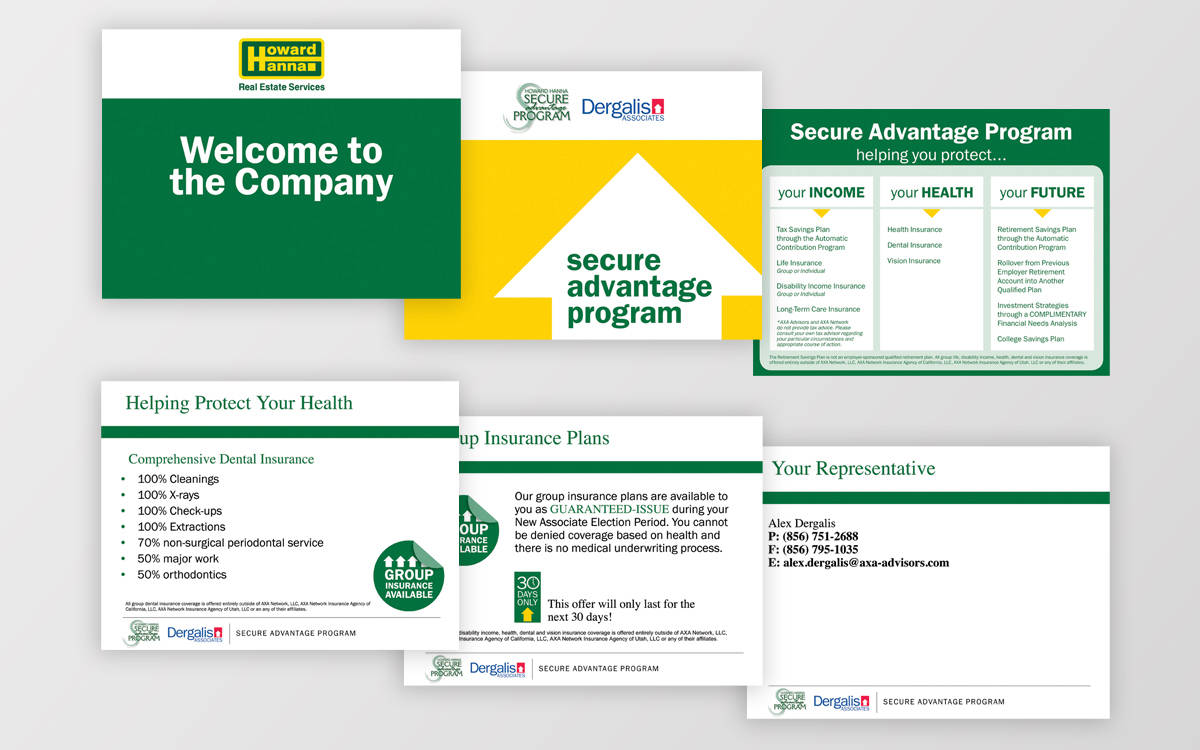 Howard
Hanna
Real Estate Services
Welcome to
the Company
HOWARD HANNA
SECURE
advantage
PROGRAM
Dergalis
ASSOCIATES
secure
advantage
program
Secure Advantage Program
helping you protect...
your INCOME
Tax Savings Plan
through the Automatic
Contribution Program
Life Insurance
Group or Individual
Disability Income Insurance
Group or Individual
Long-Term Care Insurance
*AXA Advisors and AXA Network
do not provide tax advice. Please
consult your own tax advisor regarding
your particular circumstances and
appropriate course of action.
your HEALTH
Health Insurance
Dental Insurance
Vision Insurance
your FUTURE
Retirement Savings Plan
through the Automatic
Contribution Program
Rollover from Previous
Employer Retirement
Account into Another
Qualified Plan
Investment Strategies
through a COMPLIMENTARY
Financial Needs Analysis
College Savings Plan
The Retirement Savings Plan is not an employer-sponsored qualified retirement plan. All group life, disability income, health, dental and vision insurance coverage is
offered entirely outside of AXA Network, LLC, AXA Network Insurance Agency of California, LLC, AXA Network Insurance Agency of Utah, LLC or any of their affiliates.
Helping Protect Your Health
Comprehensive Dental Insurance
• 100% Cleanings
• 100% X-rays
• 100% Check-ups
• 100% Extractions
• 70% non-surgical periodontal service
• 50% major work
• 50% orthodontics
GROUP
INSURANCE
AVAILABLE
All group dental insurance coverage is offered entirely outside of AXA Network, LLC, AXA Network Insurance Agency of
California, LLC, AXA Network Insurance Agency of Utah, LLC or an any of their affiliates.
SECURE
PROGRAM
Dergalis
ASSOCIATES
SECURE ADVANTAGE PROGRAM
up Insurance Plans
OUP
RANCE
LABLE
Our group insurance plans are available to
you as GUARANTEED-ISSUE during your
New Associate Election Period. You cannot
be denied coverage based on health and
there is no medical underwriting process.
30
DAYS
ONLY
This offer will only last for the
next 30 days!
disability income, health, dental and vision insurance coverage is offered entirely outside of AXA Network, LLC,
Insurance Agency of California, LLC, AXA Network Insurance Agency of Utah, LLC or any of their affiliates.
SECURE
PROGRAM
Dergalis
ASSOCIATES
SECURE ADVANTAGE PROGRAM
Your Representative
Alex Dergalis
P: (856) 751-2688
F: (856) 795-1035
E: alex.dergalis@axa-advisors.com
SECURE
PROGRAM
Dergalis
ASSOCIATES
SECURE ADVANTAGE PROGRAM